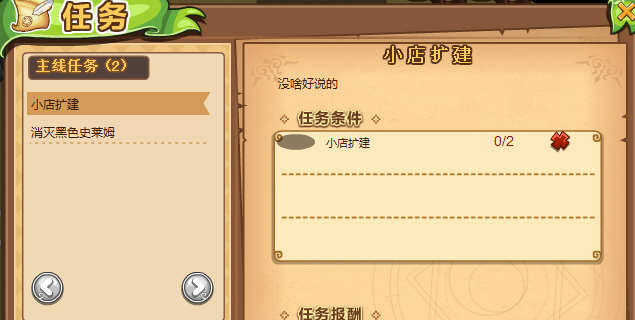 任务
主线任务（2）
小店扩建
消灭黑色史莱姆
小店扩建
没啥好说的
任务条件
小店扩建 0/2
任务报酬